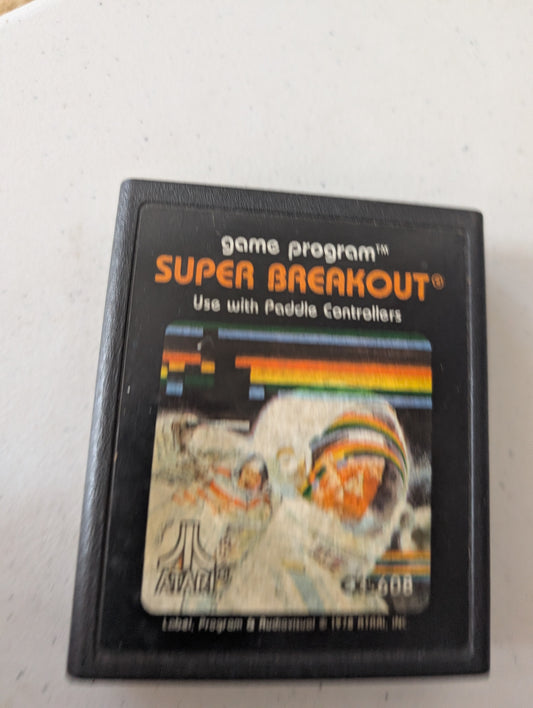 game program™
SUPER BREAKOUT®
Use with Paddle Controllers
ATARI
Label, Program & Audiovisual © 1978 ATARI, Inc